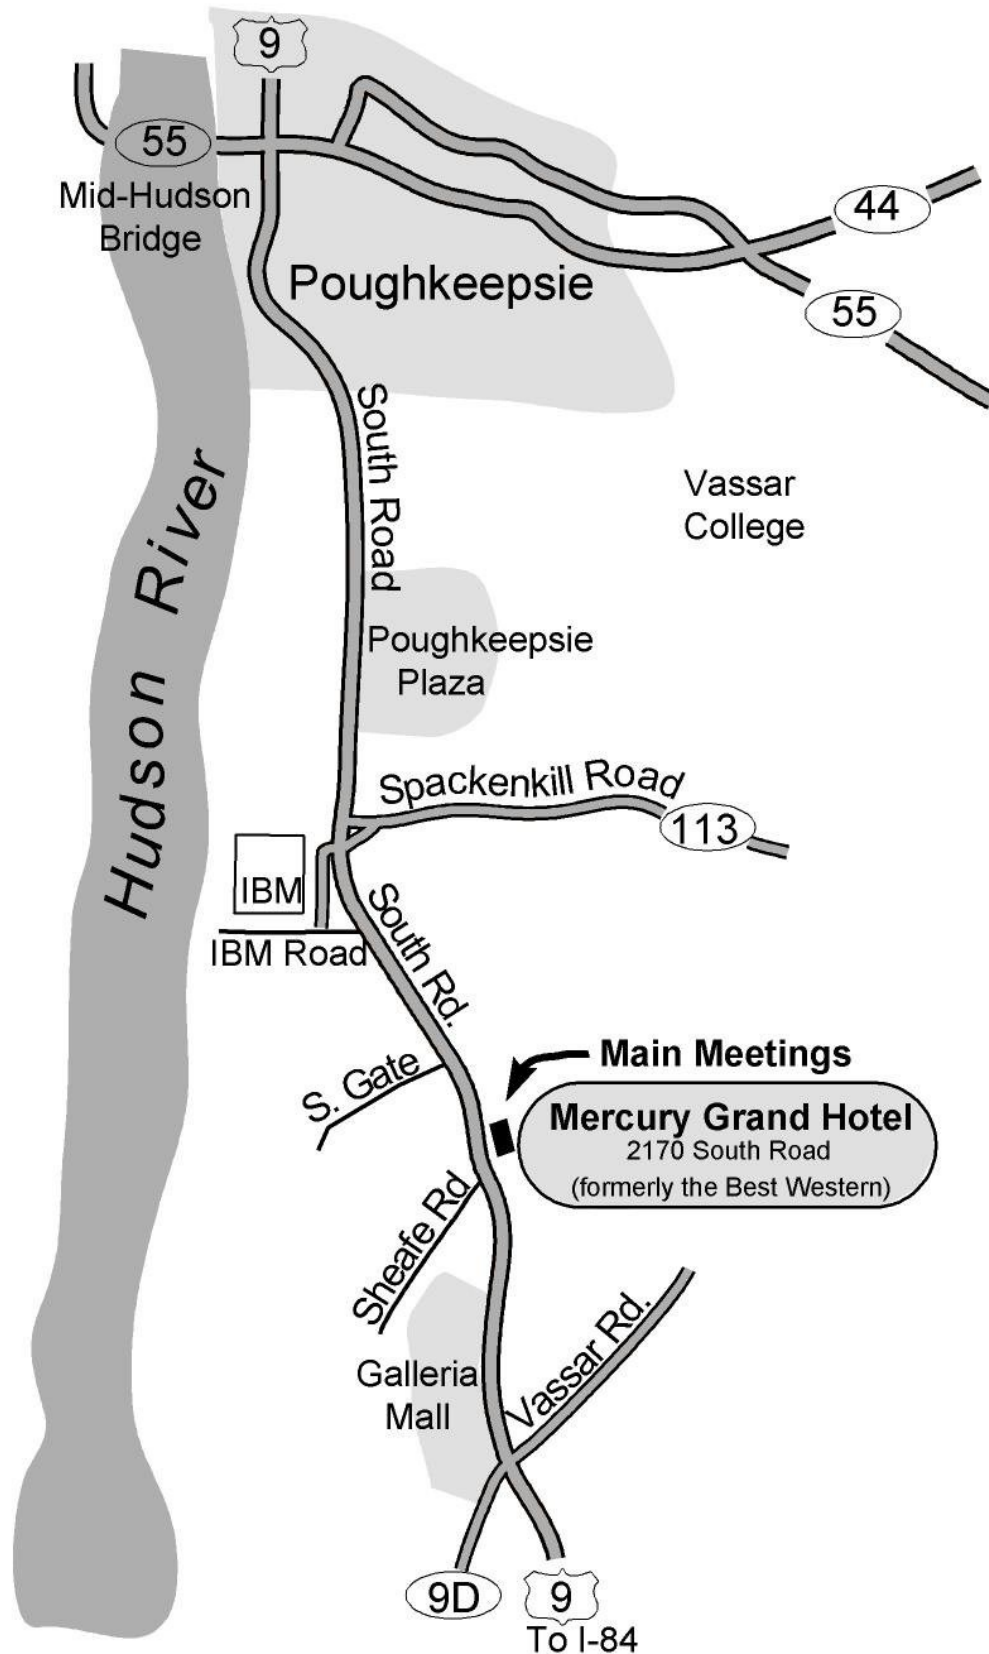 9
55
Mid-Hudson
Bridge
44
Poughkeepsie
55
South Road
Hudson River
Vassar
College
Poughkeepsie
Plaza
Spackenkill Road
113
IBM
IBM Road
South Rd.
S. Gate
Main Meetings
Mercury Grand Hotel
2170 South Road
(formerly the Best Western)
Sheafe Rd
Vassar Rd.
Galleria
Mall
9D
9
To I-84